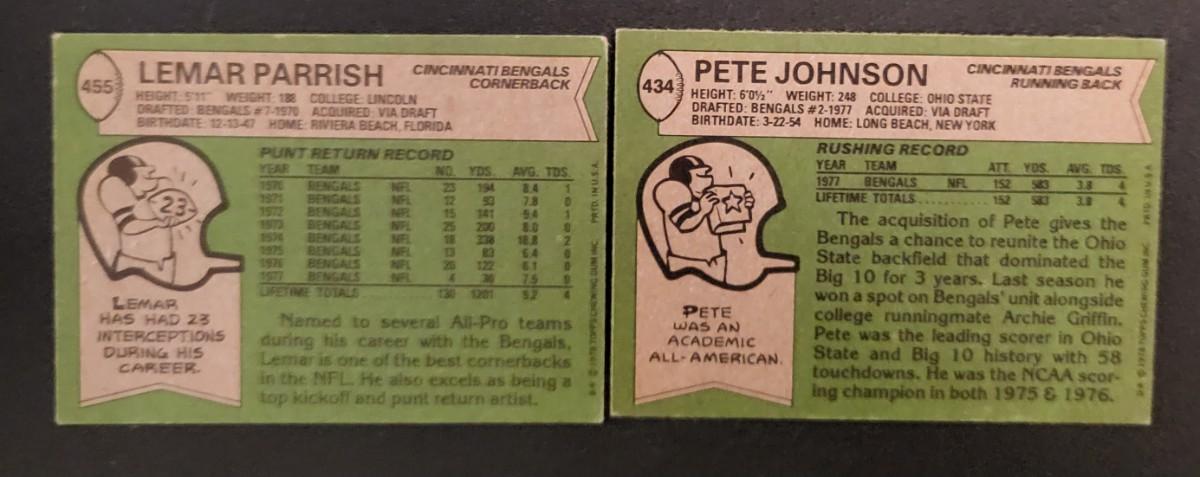 455
LEMAR PARRISH
CINCINNATI BENGALS
CORNERBACK
HEIGHT: 5'11" WEIGHT: 188 COLLEGE: LINCOLN
DRAFTED: BENGALS #7-1970 ACQUIRED: VIA DRAFT
BIRTHDATE: 12-13-47 HOME: RIVIERA BEACH, FLORIDA
PUNT RETURN RECORD
YEAR TEAM NO. YDS. AVG. TDS.
1970 BENGALS NFL 23 194 8.4 1
1971 BENGALS NFL 12 93 7.8 0
1972 BENGALS NFL 15 141 9.4 1
1973 BENGALS NFL 25 200 8.0 0
1974 BENGALS NFL 18 338 18.8 2
1975 BENGALS NFL 13 83 6.4 0
1976 BENGALS NFL 20 122 6.1 0
1977 BENGALS NFL 4 30 7.5 0
LIFETIME TOTALS 130 1201 9.2 4
23
LEMAR
HAS HAD 23
INTERCEPTIONS
DURING HIS
CAREER.
Named to several All-Pro teams
during his career with the Bengals,
Lemar is one of the best cornerbacks
in the NFL. He also excels as being a
top kickoff and punt return artist.
© 1978 TOPPS CHEWING GUM INC. PRTD. IN U.S.A.
434
PETE JOHNSON
CINCINNATI BENGALS
RUNNING BACK
HEIGHT: 6'0½" WEIGHT: 248 COLLEGE: OHIO STATE
DRAFTED: BENGALS #2-1977 ACQUIRED: VIA DRAFT
BIRTHDATE: 3-22-54 HOME: LONG BEACH, NEW YORK
RUSHING RECORD
YEAR TEAM ATT. YDS. AVG. TDS.
1977 BENGALS NFL 152 583 3.8 4
LIFETIME TOTALS........... 152 583 3.8 4
The acquisition of Pete gives the
Bengals a chance to reunite the Ohio
State backfield that dominated the
Big 10 for 3 years. Last season he
won a spot on Bengals' unit alongside
college runningmate Archie Griffin.
Pete was the leading scorer in Ohio
State and Big 10 history with 58
touchdowns. He was the NCAA scor-
ing champion in both 1975 & 1976.
PETE
WAS AN
ACADEMIC
ALL-AMERICAN.
© 1978 TOPPS CHEWING GUM INC. PRTD. IN U.S.A.